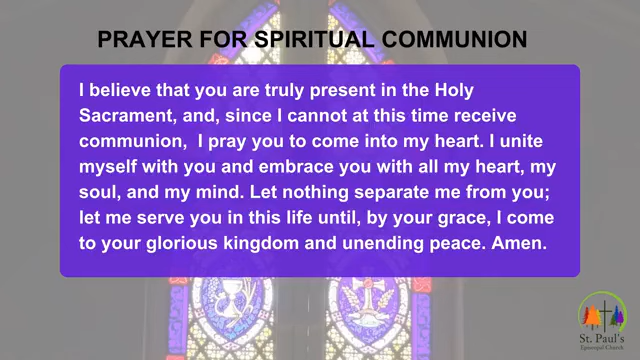 PRAYER FOR SPIRITUAL COMMUNION
I believe that you are truly present in the Holy
Sacrament, and, since I cannot at this time receive
communion,  I pray you to come into my heart. I unite
myself with you and embrace you with all my heart, my
soul, and my mind. Let nothing separate me from you;
let me serve you in this life until, by your grace, I come
to your glorious kingdom and unending peace. Amen.
St. Paul's
Episcopal Church